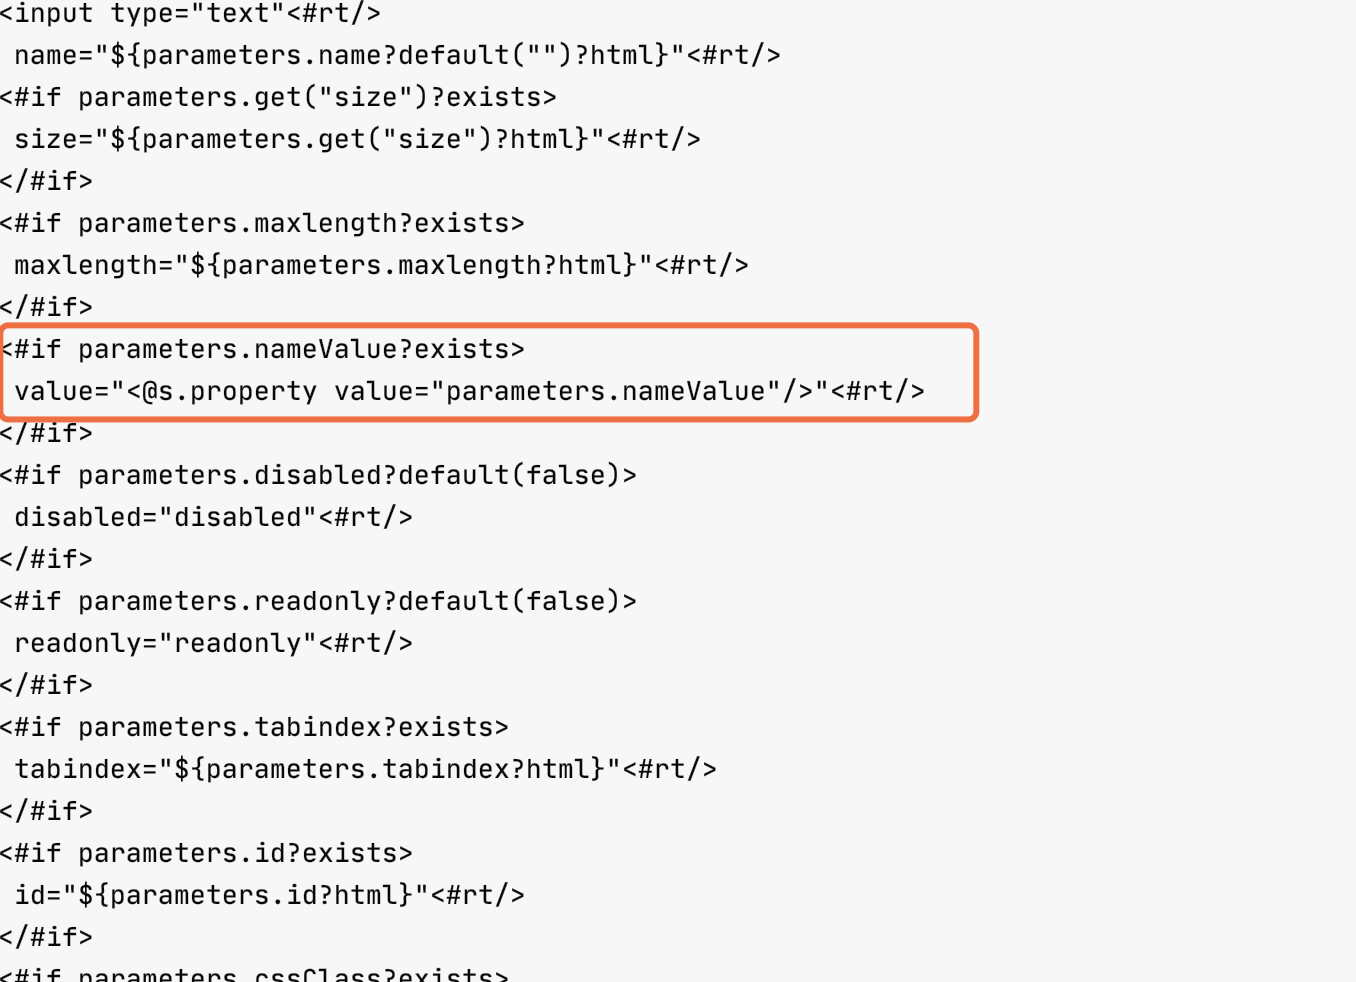 <input type="text"<#rt/>
 name="${parameters.name?default("")?html}"<#rt/>
<#if parameters.get("size")?exists>
 size="${parameters.get("size")?html}"<#rt/>
</#if>
<#if parameters.maxlength?exists>
 maxlength="${parameters.maxlength?html}"<#rt/>
</#if>
<#if parameters.nameValue?exists>
 value="<@s.property value="parameters.nameValue"/>"<#rt/>
</#if>
<#if parameters.disabled?default(false)>
 disabled="disabled"<#rt/>
</#if>
<#if parameters.readonly?default(false)>
 readonly="readonly"<#rt/>
</#if>
<#if parameters.tabindex?exists>
 tabindex="${parameters.tabindex?html}"<#rt/>
</#if>
<#if parameters.id?exists>
 id="${parameters.id?html}"<#rt/>
</#if>
<#if parameters.cssClass?exists>